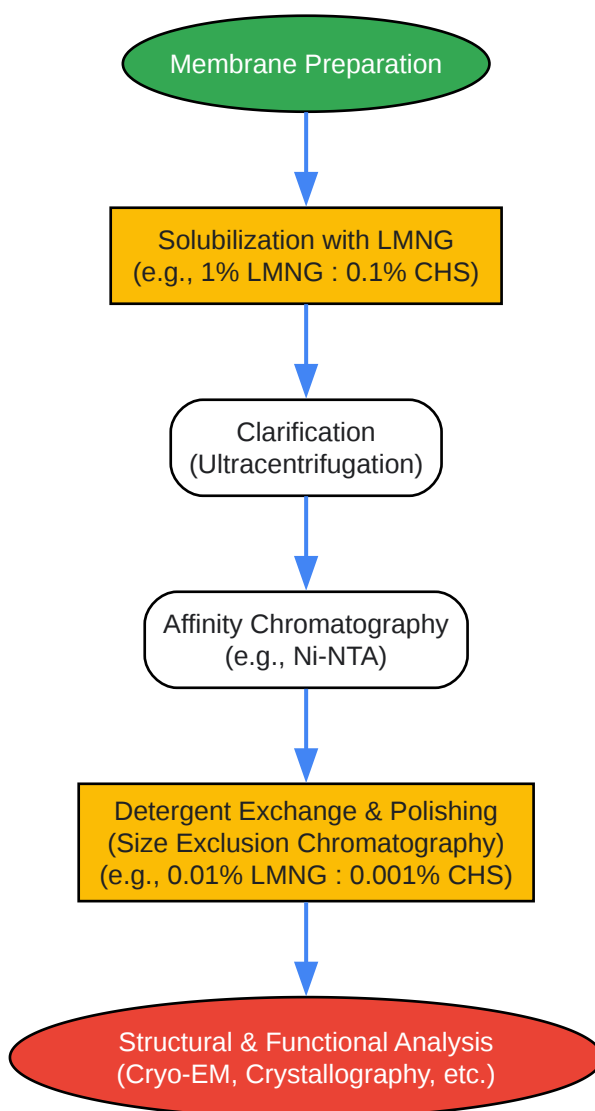 Membrane Preparation
Solubilization with LMNG
(e.g., 1% LMNG : 0.1% CHS)
Clarification
(Ultracentrifugation)
Affinity Chromatography
(e.g., Ni-NTA)
Detergent Exchange & Polishing
(Size Exclusion Chromatography)
(e.g., 0.01% LMNG : 0.001% CHS)
Structural & Functional Analysis
(Cryo-EM, Crystallography, etc.)